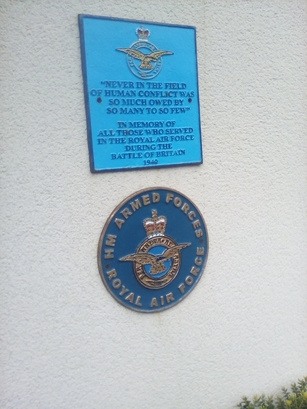 "NEVER IN THE FIELD
OF HUMAN CONFLICT WAS
SO MUCH OWED BY
SO MANY TO SO FEW"
IN MEMORY OF
ALL THOSE WHO SERVED
IN THE ROYAL AIR FORCE
DURING THE
BATTLE OF BRITAIN
1940
HM ARMED FORCES
ROYAL AIR FORCE